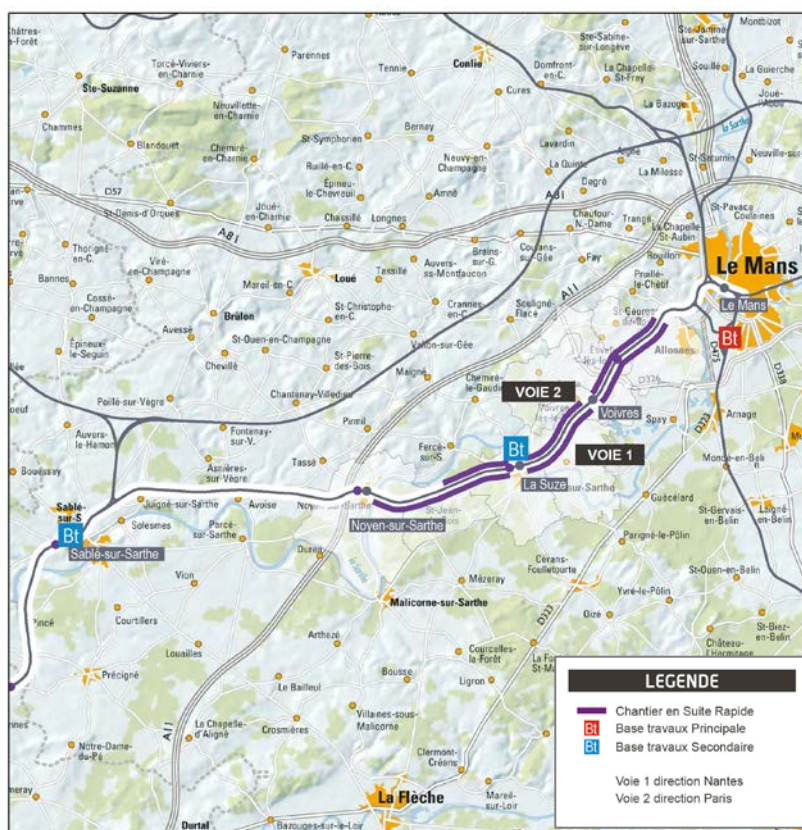 Montbizot
Ste-Sabine-
sur-Longève
Ste-Jamme
sur-Sarthe
Torcé-Viviers-
en-Charnie
Parennes
Tennie
Conlie
Domfront-
en-C.
La Chapelle-
St-Fray
Souillé
La Guierche
Ste-Suzanne
Neuvillette-
en-Charnie
Cures
La Bazoge
Joué-
l'Abbé
Chammes
Blandouet
Chemiré-
en-Charnie
St-Symphorien
Bernay
Lavardin
la Sarthe
Ruillé-en-C.
Neuvy-en-
Champagne
La Quinte
Aigné
La Milesse
St-Saturnin
Neuville-sur-
Épineu-
le-Chevreuil
Amné
Degré
A81
D57
St-Denis-d'Orques
Joué-en-
Charnie
Chassillé
Longnes
Chaufour-
N.-Dame
Trangé
La Chapelle-
St-Aubin
St-Pavace
Coulaines
A81
Thorigné-
en-C.
Viré-
en-Champagne
Loué
Tassillé
Auvers-
ss-Montfaucon
Brains-
sur-G.
Coulans-
sur-Gée
Fay
Rouillon
Le Mans
Bannes
Mareil-en-C.
Pruillé-
le-Chétif
Le Mans
Cossé-
en-Champagne
Brûlon
St-Christophe-
en-C.
Crannes-
en-C.
Souligné-
Flacé
A11
Avessé
St-Ouen-en-Champagne
Vallon-sur-Gée
Bt
Allonnes
Épineux-
le-Seguin
Chevillé
St-Pierre-
des-Bois
Maigné
Chemiré-
le-Gaudin
VOIE 2
D326
D475
D338
Poillé-sur-Vègre
Chantenay-Villedieu
Voivres
Spay
D323
Arnage
Auvers-
le-Hamon
Fontenay-
sur-V.
Pirmil
Fercé-
sur-S.
Bt
VOIE 1
Bouessay
Asnières-
sur-Vègre
Tassé
La Suze
sur-Sarthe
Moncé-en-Belin
Guécélard
Laigné-
en-Belin
Sablé-
sur-S
Juigné-sur-Sarthe
Avoise
Noyen-sur-Sarthe
St-Gervais-
en-Belin
Bt
Solesmes
Parcé-
sur-Sarthe
Parigné-le-Pôlin
Sablé-sur-Sarthe
Dureil
Cérans-
Foulletourte
St-Ouen-en-Belin
Vion
Mézeray
Yvré-le-Pôlin
Pincé
Courtillers
Malicorne-sur-Sarthe
D323
Oizé
St-Biez-
en-Belin
Louailles
Arthezé
Courcelles-
la-Forêt
Château-
l'Hermitage
Précigné
Bousse
Ligron
A11
Le Bailleul
Villaines-sous-
Malicorne
Notre-Dame-
du-Pé
La Chapelle-
d'Aligné
Crosmières
Clermont-
Créans
La Flèche
Mareil-
sur-Loir
Durtal
Bazouges-sur-le-Loir
LEGENDE
Chantier en Suite Rapide
Bt Base travaux Principale
Bt Base travaux Secondaire
Voie 1 direction Nantes
Voie 2 direction Paris